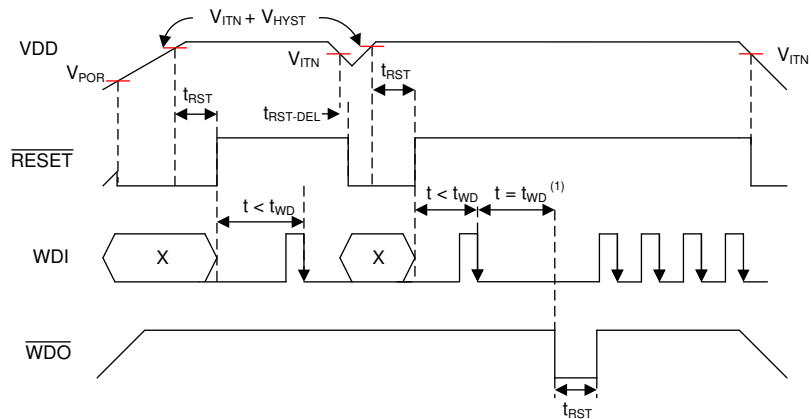 V_ITN + V_HYST
VDD
V_POR
V_ITN
V_ITN
t_RST
t_RST
t_RST-DEL
RESET
t < t_WD
t < t_WD
t = t_WD (1)
WDI
X
X
WDO
t_RST